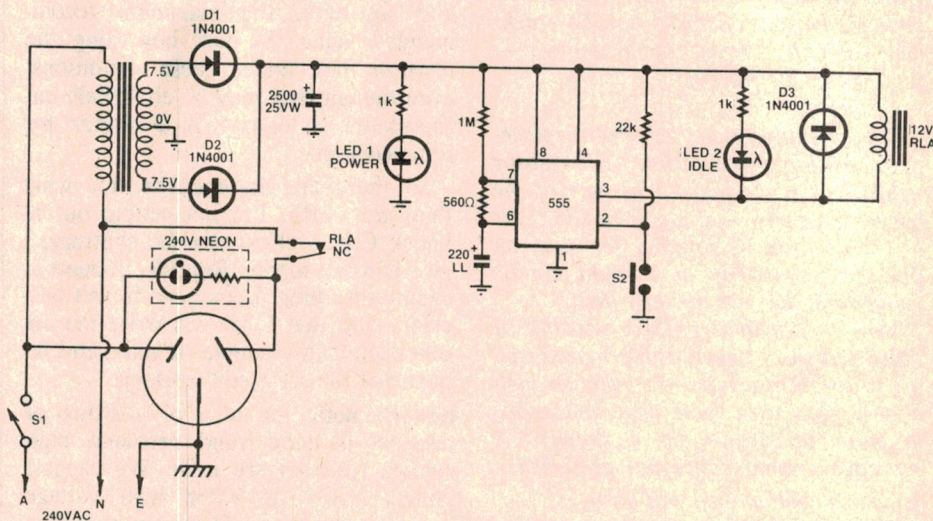 D1
1N4001
7.5V
0V
7.5V
D2
1N4001
2500
25VW
+
1k
LED 1
POWER
λ
1M
560Ω
220
LL
+
7
6
8
4
555
3
2
1
22k
S2
1k
LED 2
IDLE
λ
D3
1N4001
12V
RLA
240V NEON
RLA
NC
S1
A
N
E
240VAC